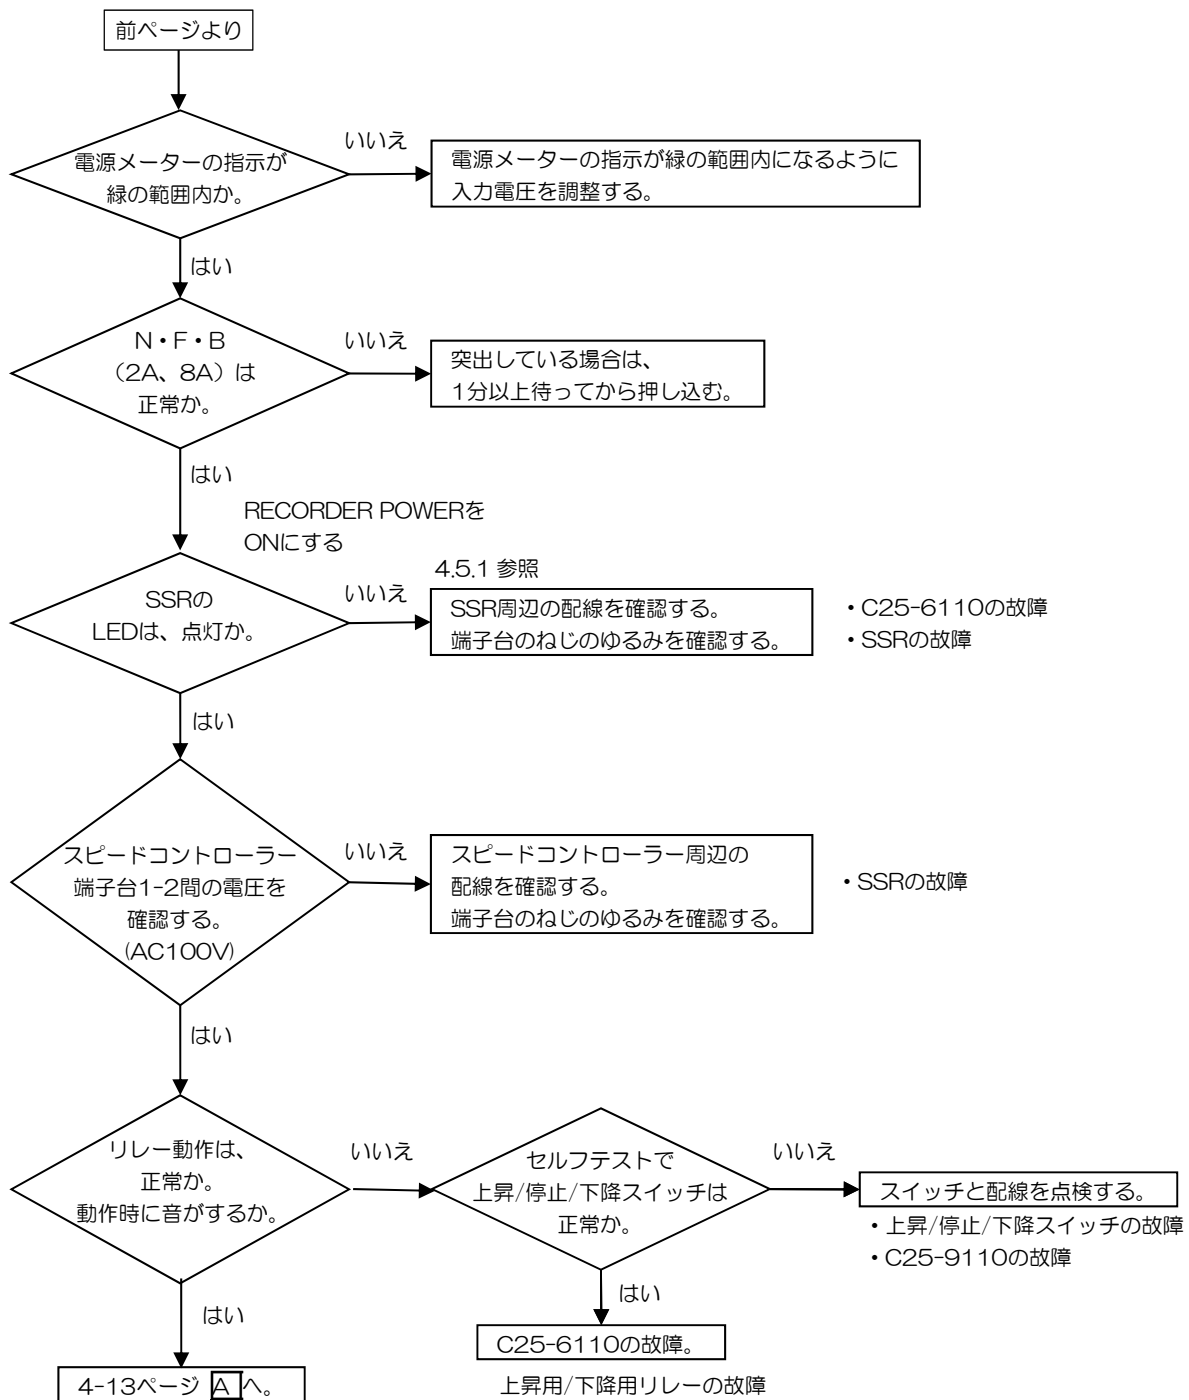 前ページより
電源メーターの指示が
緑の範囲内か。
いいえ
電源メーターの指示が緑の範囲内になるように
入力電圧を調整する。
はい
N・F・B
(2A、8A)は
正常か。
いいえ
突出している場合は、
1分以上待ってから押し込む。
はい
RECORDER POWERを
ONにする
SSRの
LEDは、点灯か。
いいえ
4.5.1 参照
SSR周辺の配線を確認する。
端子台のねじのゆるみを確認する。
・C25-6110の故障
・SSRの故障
はい
スピードコントローラー
端子台1-2間の電圧を
確認する。
(AC100V)
いいえ
スピードコントローラー周辺の
配線を確認する。
端子台のねじのゆるみを確認する。
・SSRの故障
はい
リレー動作は、
正常か。
動作時に音がするか。
いいえ
セルフテストで
上昇/停止/下降スイッチは
正常か。
いいえ
スイッチと配線を点検する。
・上昇/停止/下降スイッチの故障
・C25-9110の故障
はい
C25-6110の故障。
上昇用/下降用リレーの故障
はい
4-13ページ A へ。